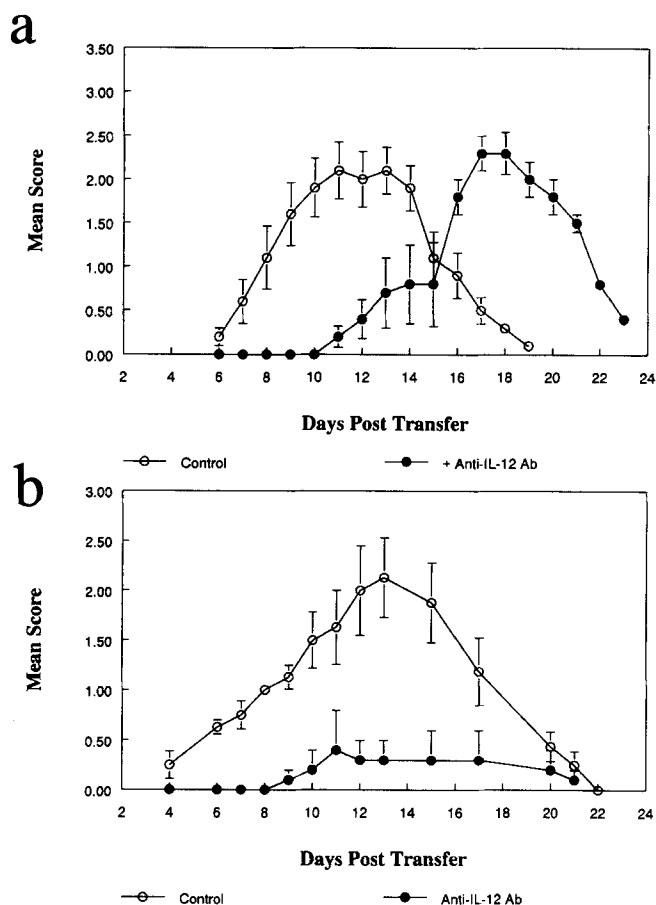 a
3.50
3.00
2.50
2.00
1.50
1.00
0.50
0.00
Mean Score
2 4 6 8 10 12 14 16 18 20 22 24
Days Post Transfer
Control + Anti-IL-12 Ab
b
3.00
2.50
2.00
1.50
1.00
0.50
0.00
Mean Score
2 4 6 8 10 12 14 16 18 20 22 24
Days Post Transfer
Control Anti-IL-12 Ab